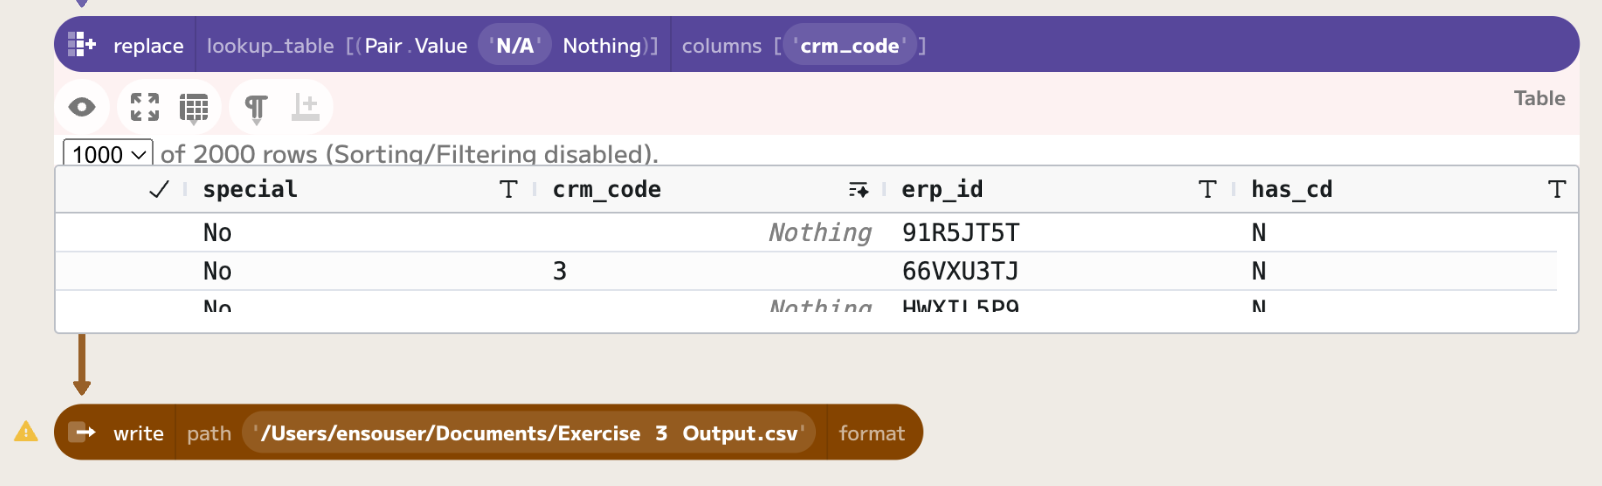 replace lookup_table [(Pair.Value 'N/A' Nothing)] columns ['crm_code']
Table
1000 of 2000 rows (Sorting/Filtering disabled).
special crm_code erp_id has_cd
No Nothing 91R5JT5T N
No 3 66VXU3TJ N
No Nothing HWXTL5P9 N
write path '/Users/ensouser/Documents/Exercise 3 Output.csv' format